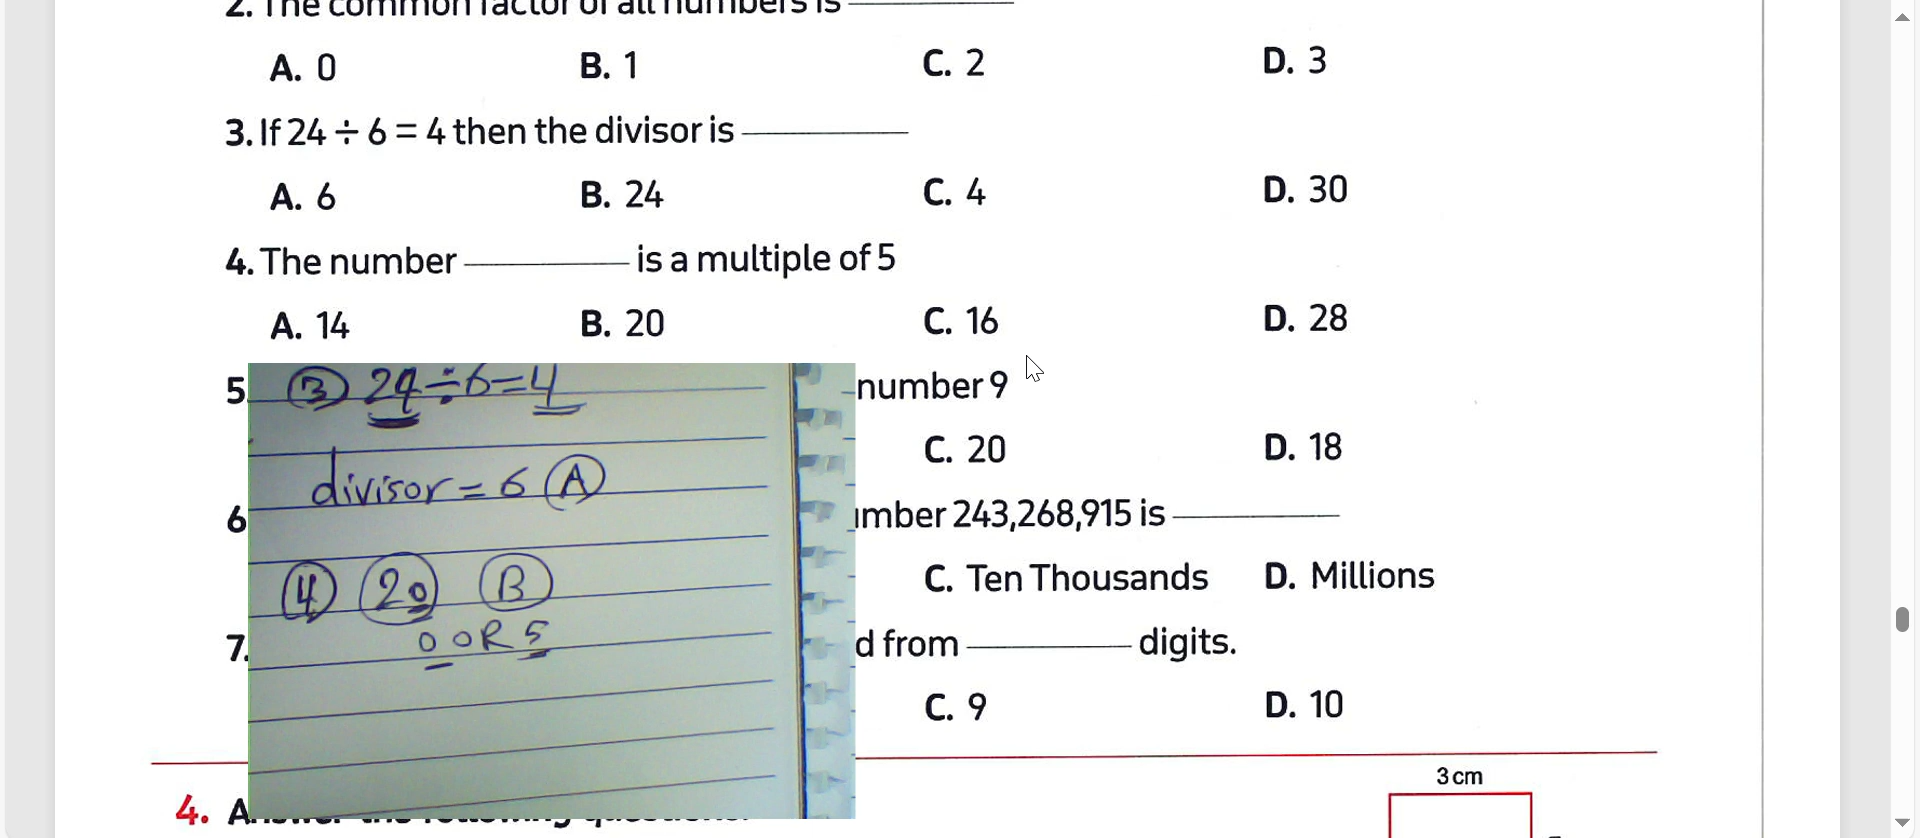 2. The common factor of all numbers is
A. 0 B. 1 C. 2 D. 3
3. If 24 ÷ 6 = 4 then the divisor is
A. 6 B. 24 C. 4 D. 30
4. The number is a multiple of 5
A. 14 B. 20 C. 16 D. 28
5. number 9
C. 20 D. 18
6 mber 243,268,915 is
C. Ten Thousands D. Millions
7. d from digits.
C. 9 D. 10
3 24÷6=4
divisor = 6 A
4 20 B
0 OR 5
3 cm
4.